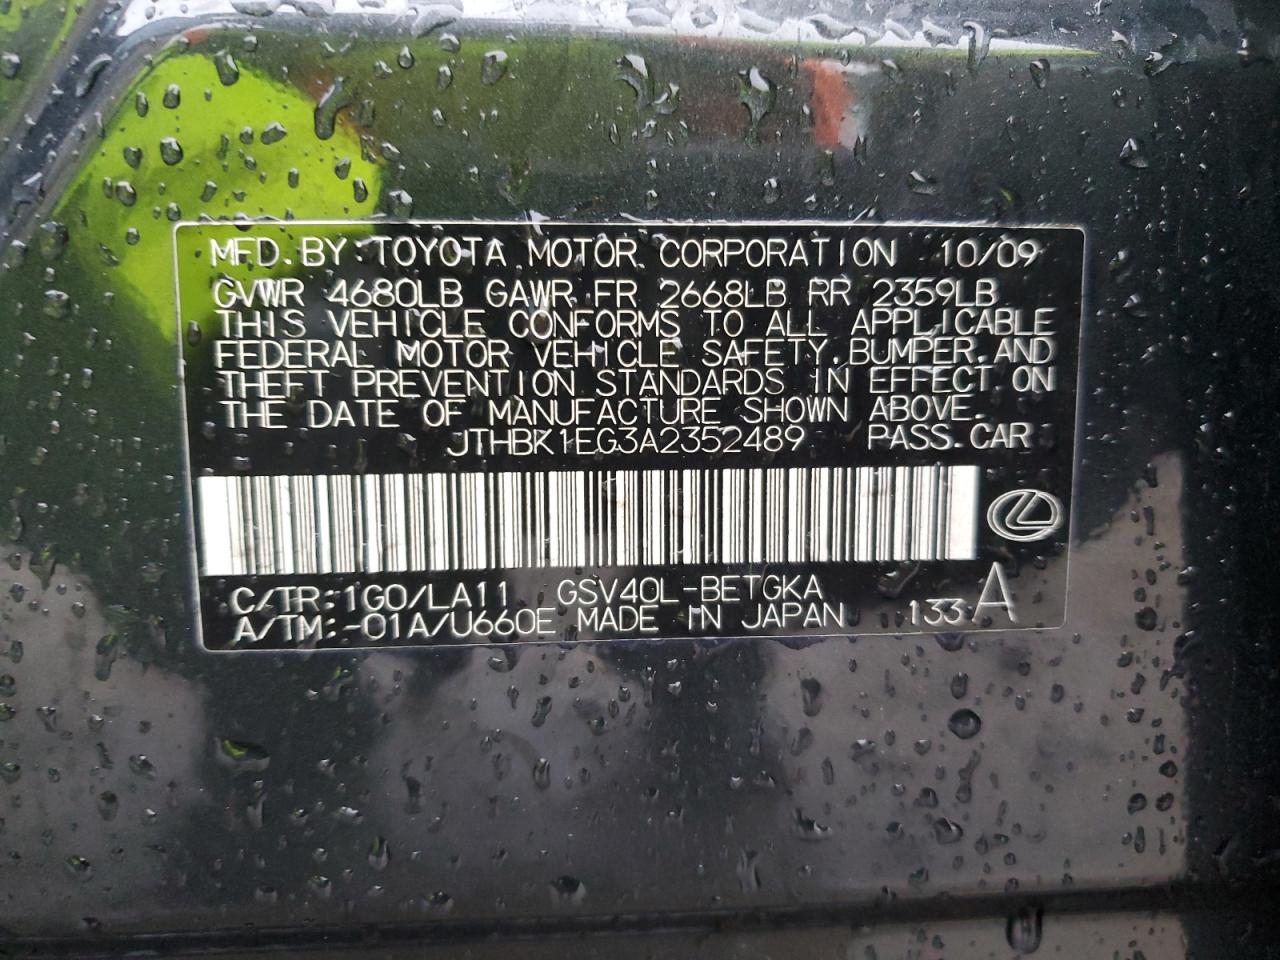 MFD. BY: TOYOTA MOTOR CORPORATION 10/09
GVWR 4680LB GAWR FR 2668LB RR 2359LB
THIS VEHICLE CONFORMS TO ALL APPLICABLE
FEDERAL MOTOR VEHICLE SAFETY, BUMPER, AND
THEFT PREVENTION STANDARDS IN EFFECT ON
THE DATE OF MANUFACTURE SHOWN ABOVE.
JTHBK1EG3A2352489 PASS. CAR
C/TR: 1G0/LA11 GSV40L-BETGKA
A/TM: -01A/U660E MADE IN JAPAN 133 A